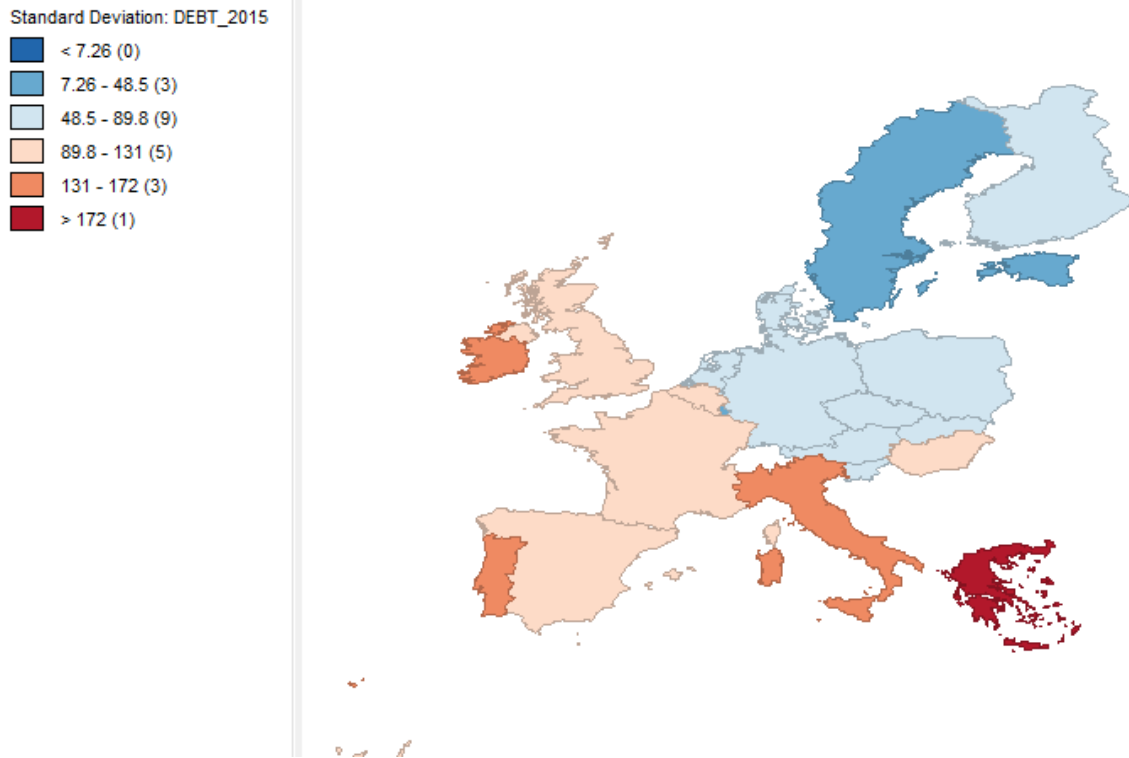 Standard Deviation: DEBT_2015
< 7.26 (0)
7.26 - 48.5 (3)
48.5 - 89.8 (9)
89.8 - 131 (5)
131 - 172 (3)
> 172 (1)